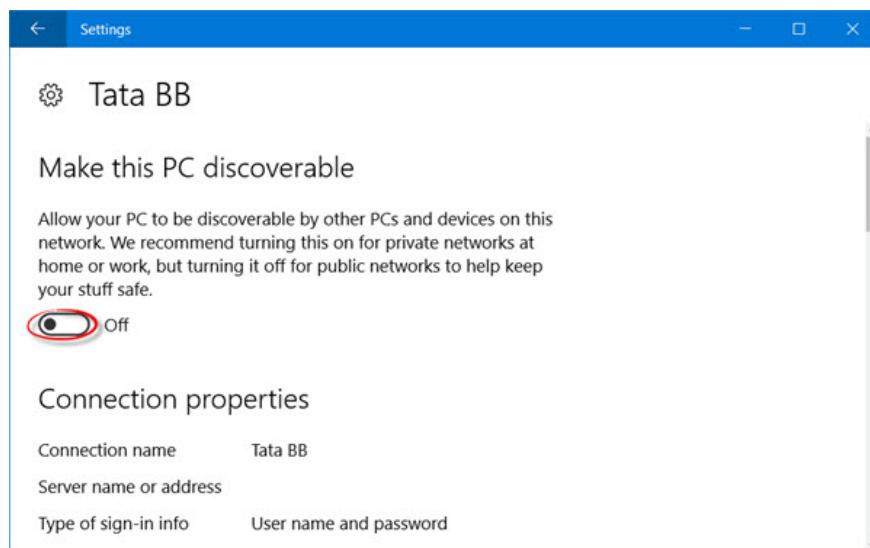 Settings
Tata BB
Make this PC discoverable
Allow your PC to be discoverable by other PCs and devices on this
network. We recommend turning this on for private networks at
home or work, but turning it off for public networks to help keep
your stuff safe.
Off
Connection properties
Connection name Tata BB
Server name or address
Type of sign-in info User name and password